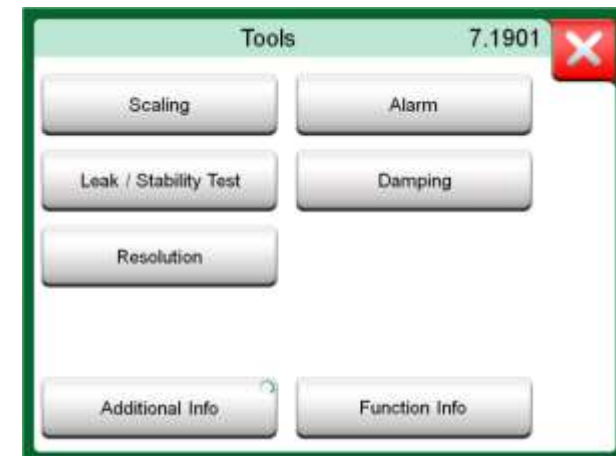 Tools 7.1901
Scaling Alarm
Leak / Stability Test Damping
Resolution
Additional Info Function Info